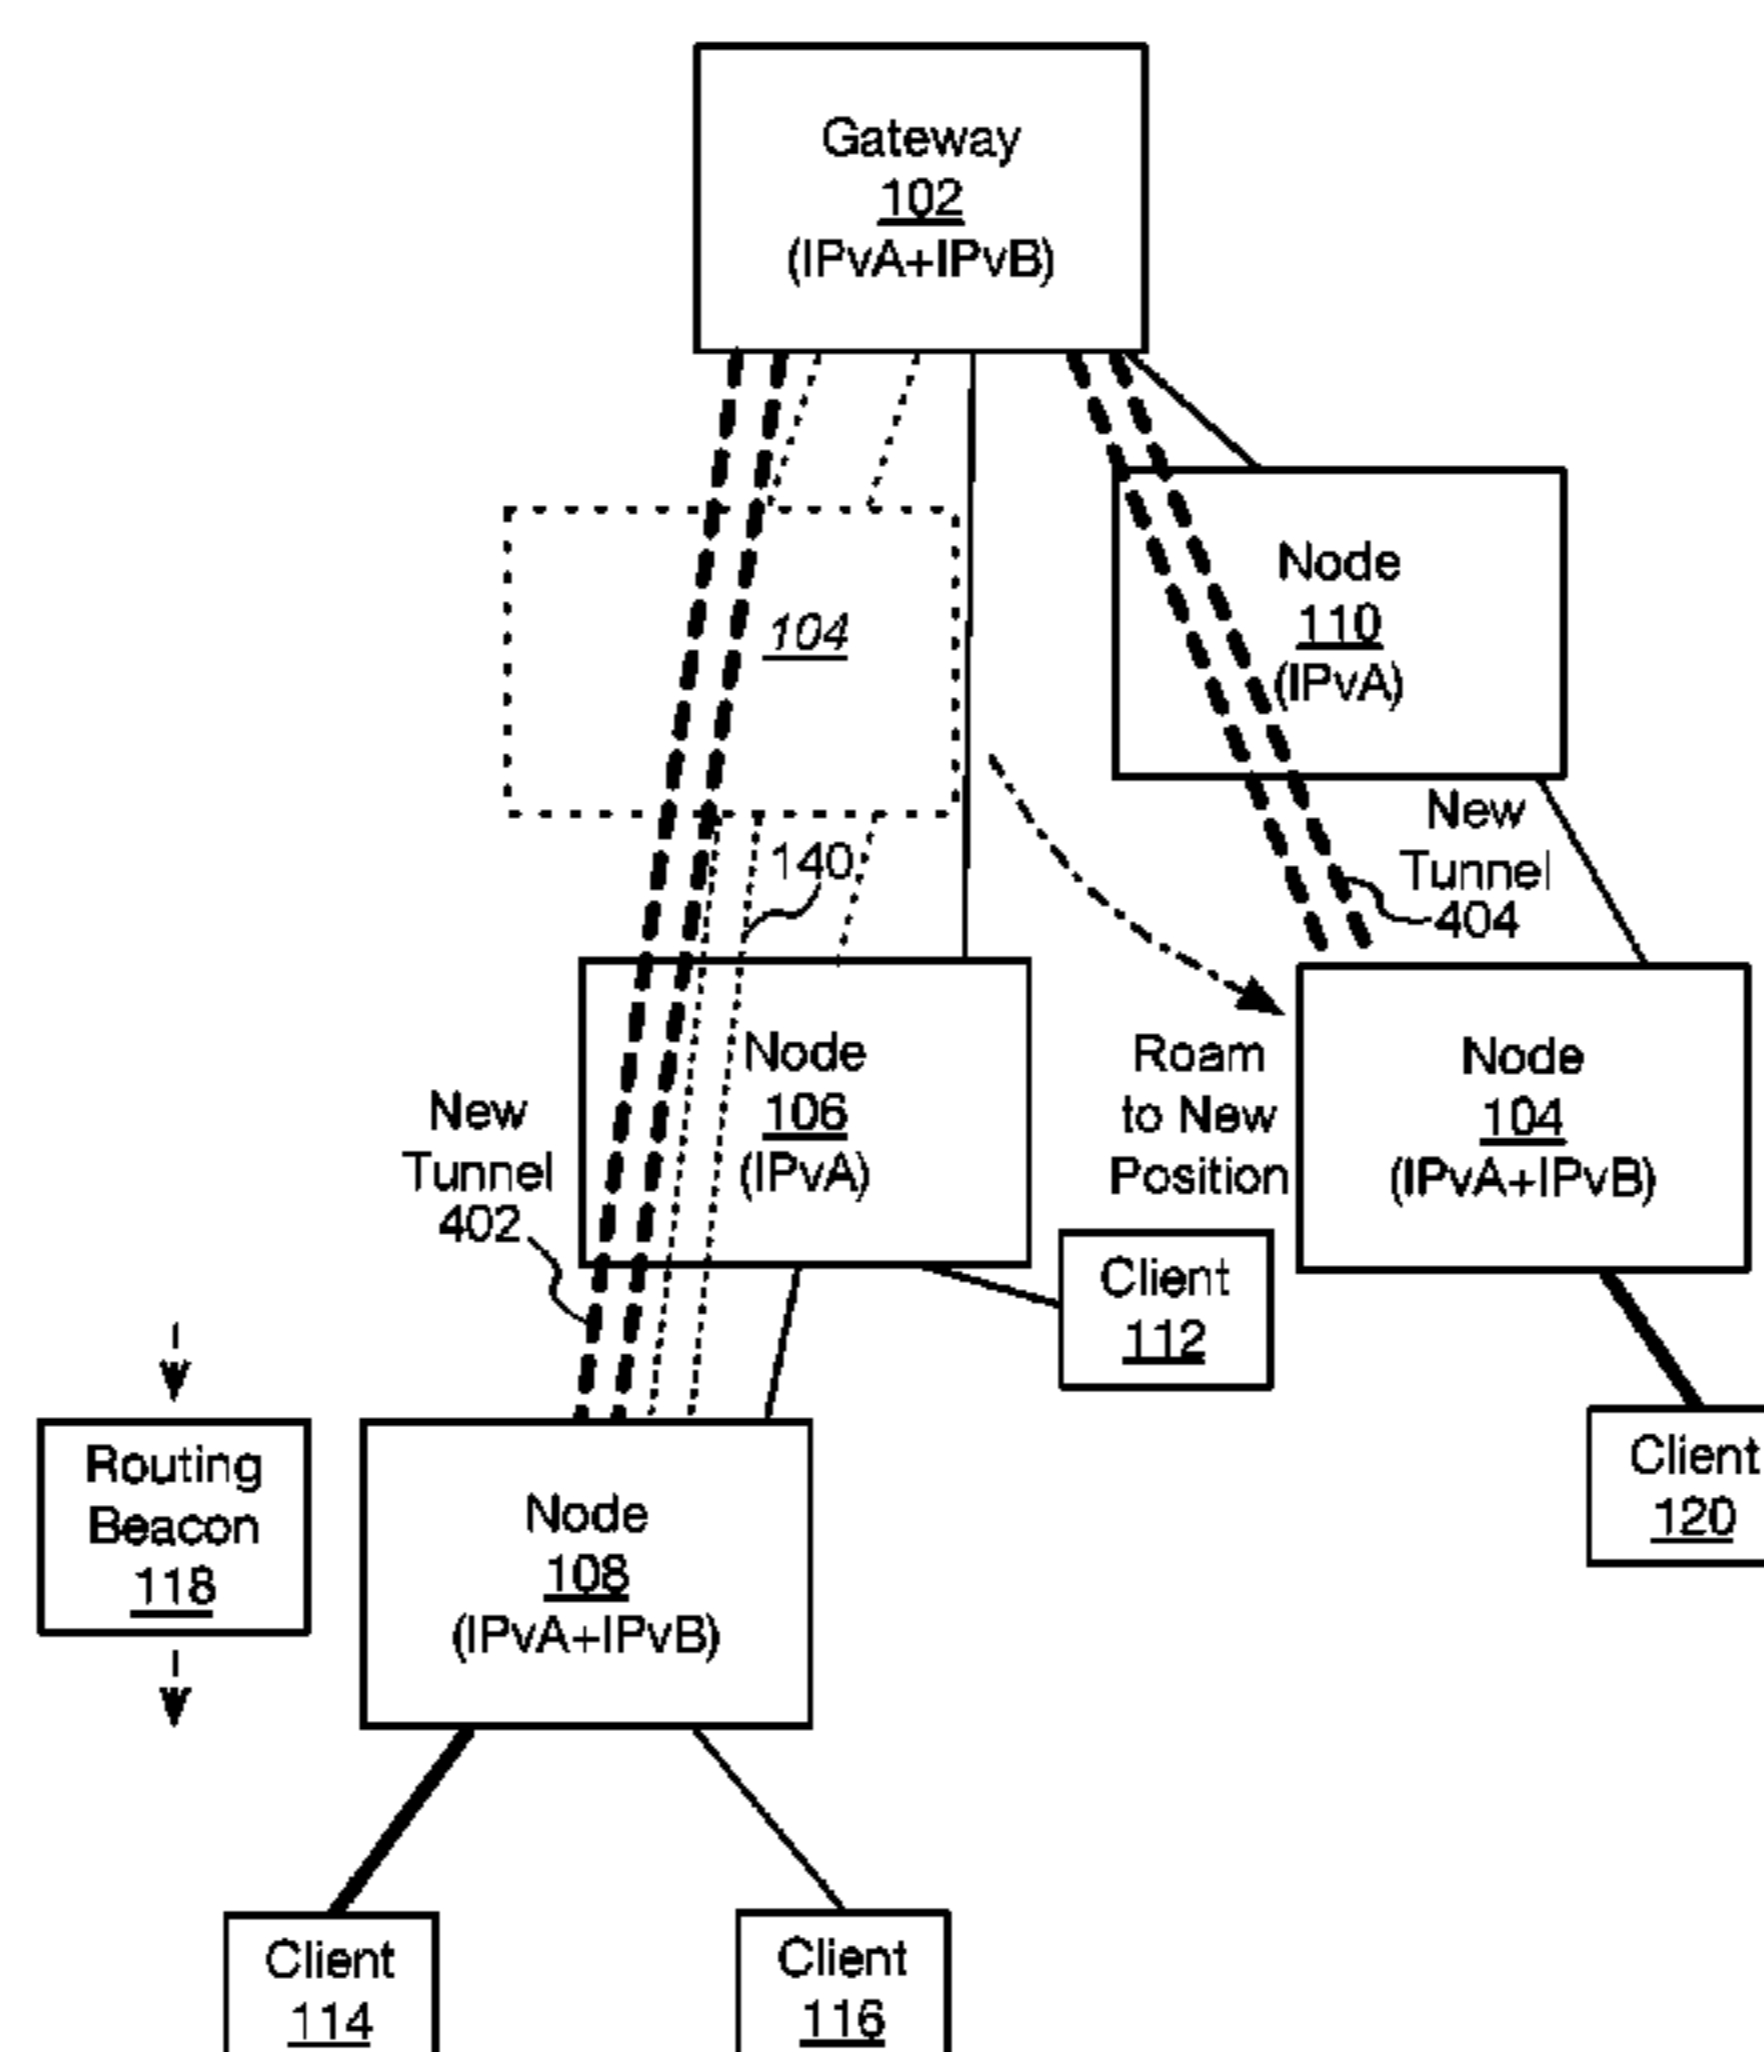 Gateway
102
(IPvA+IPvB)
Node
110
(IPvA)
104
New
Tunnel
404
140
Node
106
(IPvA)
Roam
to New
Position
Node
104
(IPvA+IPvB)
New
Tunnel
402
Client
112
Client
120
Routing
Beacon
118
Node
108
(IPvA+IPvB)
Client
114
Client
116